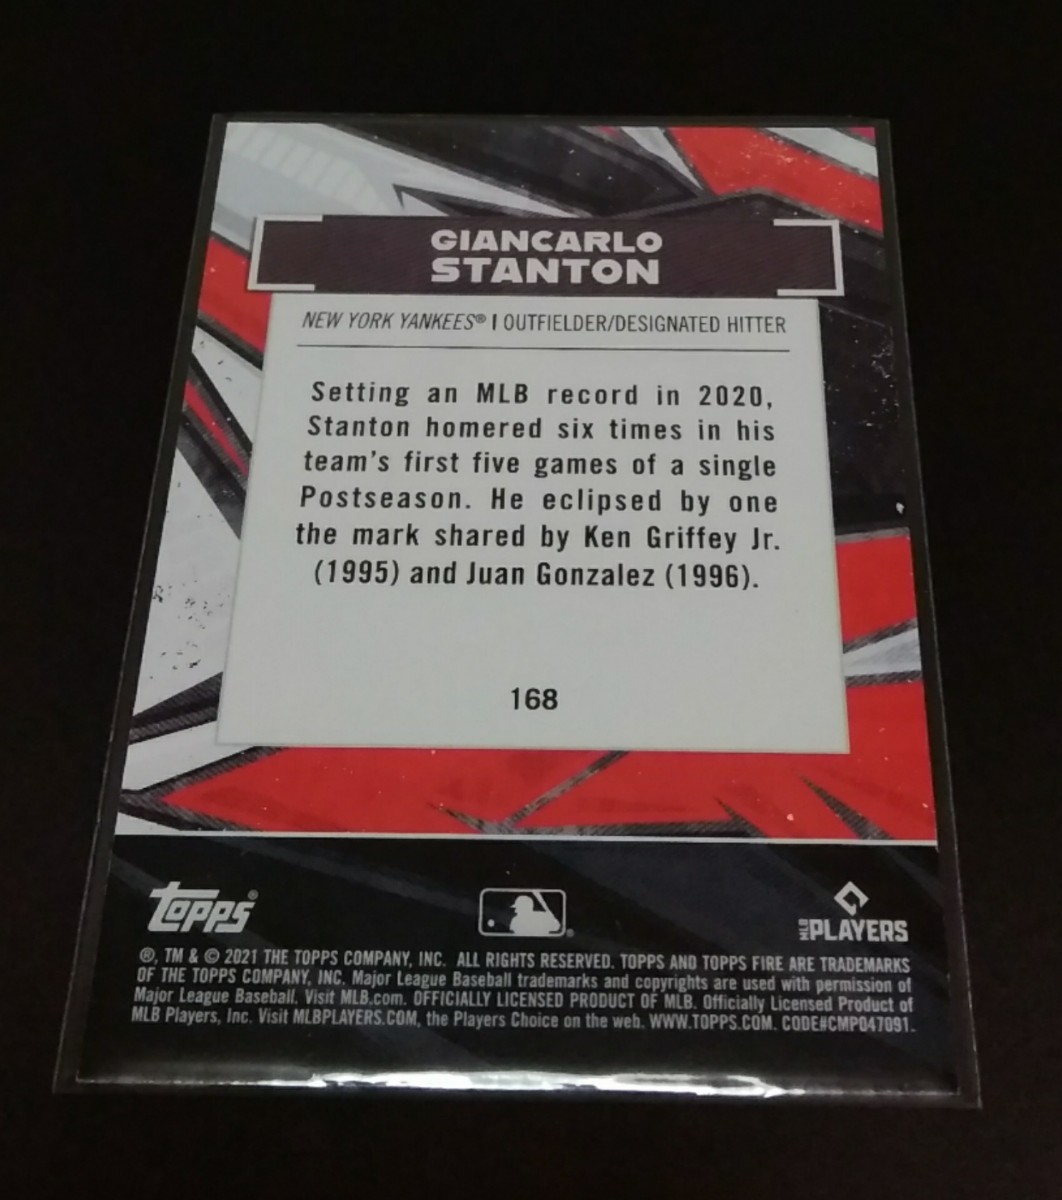 GIANCARLO
STANTON
NEW YORK YANKEES® | OUTFIELDER/DESIGNATED HITTER
Setting an MLB record in 2020,
Stanton homered six times in his
team's first five games of a single
Postseason. He eclipsed by one
the mark shared by Ken Griffey Jr.
(1995) and Juan Gonzalez (1996).
168
Topps®
MLB PLAYERS
®, TM & © 2021 THE TOPPS COMPANY, INC. ALL RIGHTS RESERVED. TOPPS AND TOPPS FIRE ARE TRADEMARKS
OF THE TOPPS COMPANY, INC. Major League Baseball trademarks and copyrights are used with permission of
Major League Baseball. Visit MLB.com. OFFICIALLY LICENSED PRODUCT OF MLB. Officially Licensed Product of
MLB Players, Inc. Visit MLBPLAYERS.COM, the Players Choice on the web. WWW.TOPPS.COM. CODE#CMP047091.